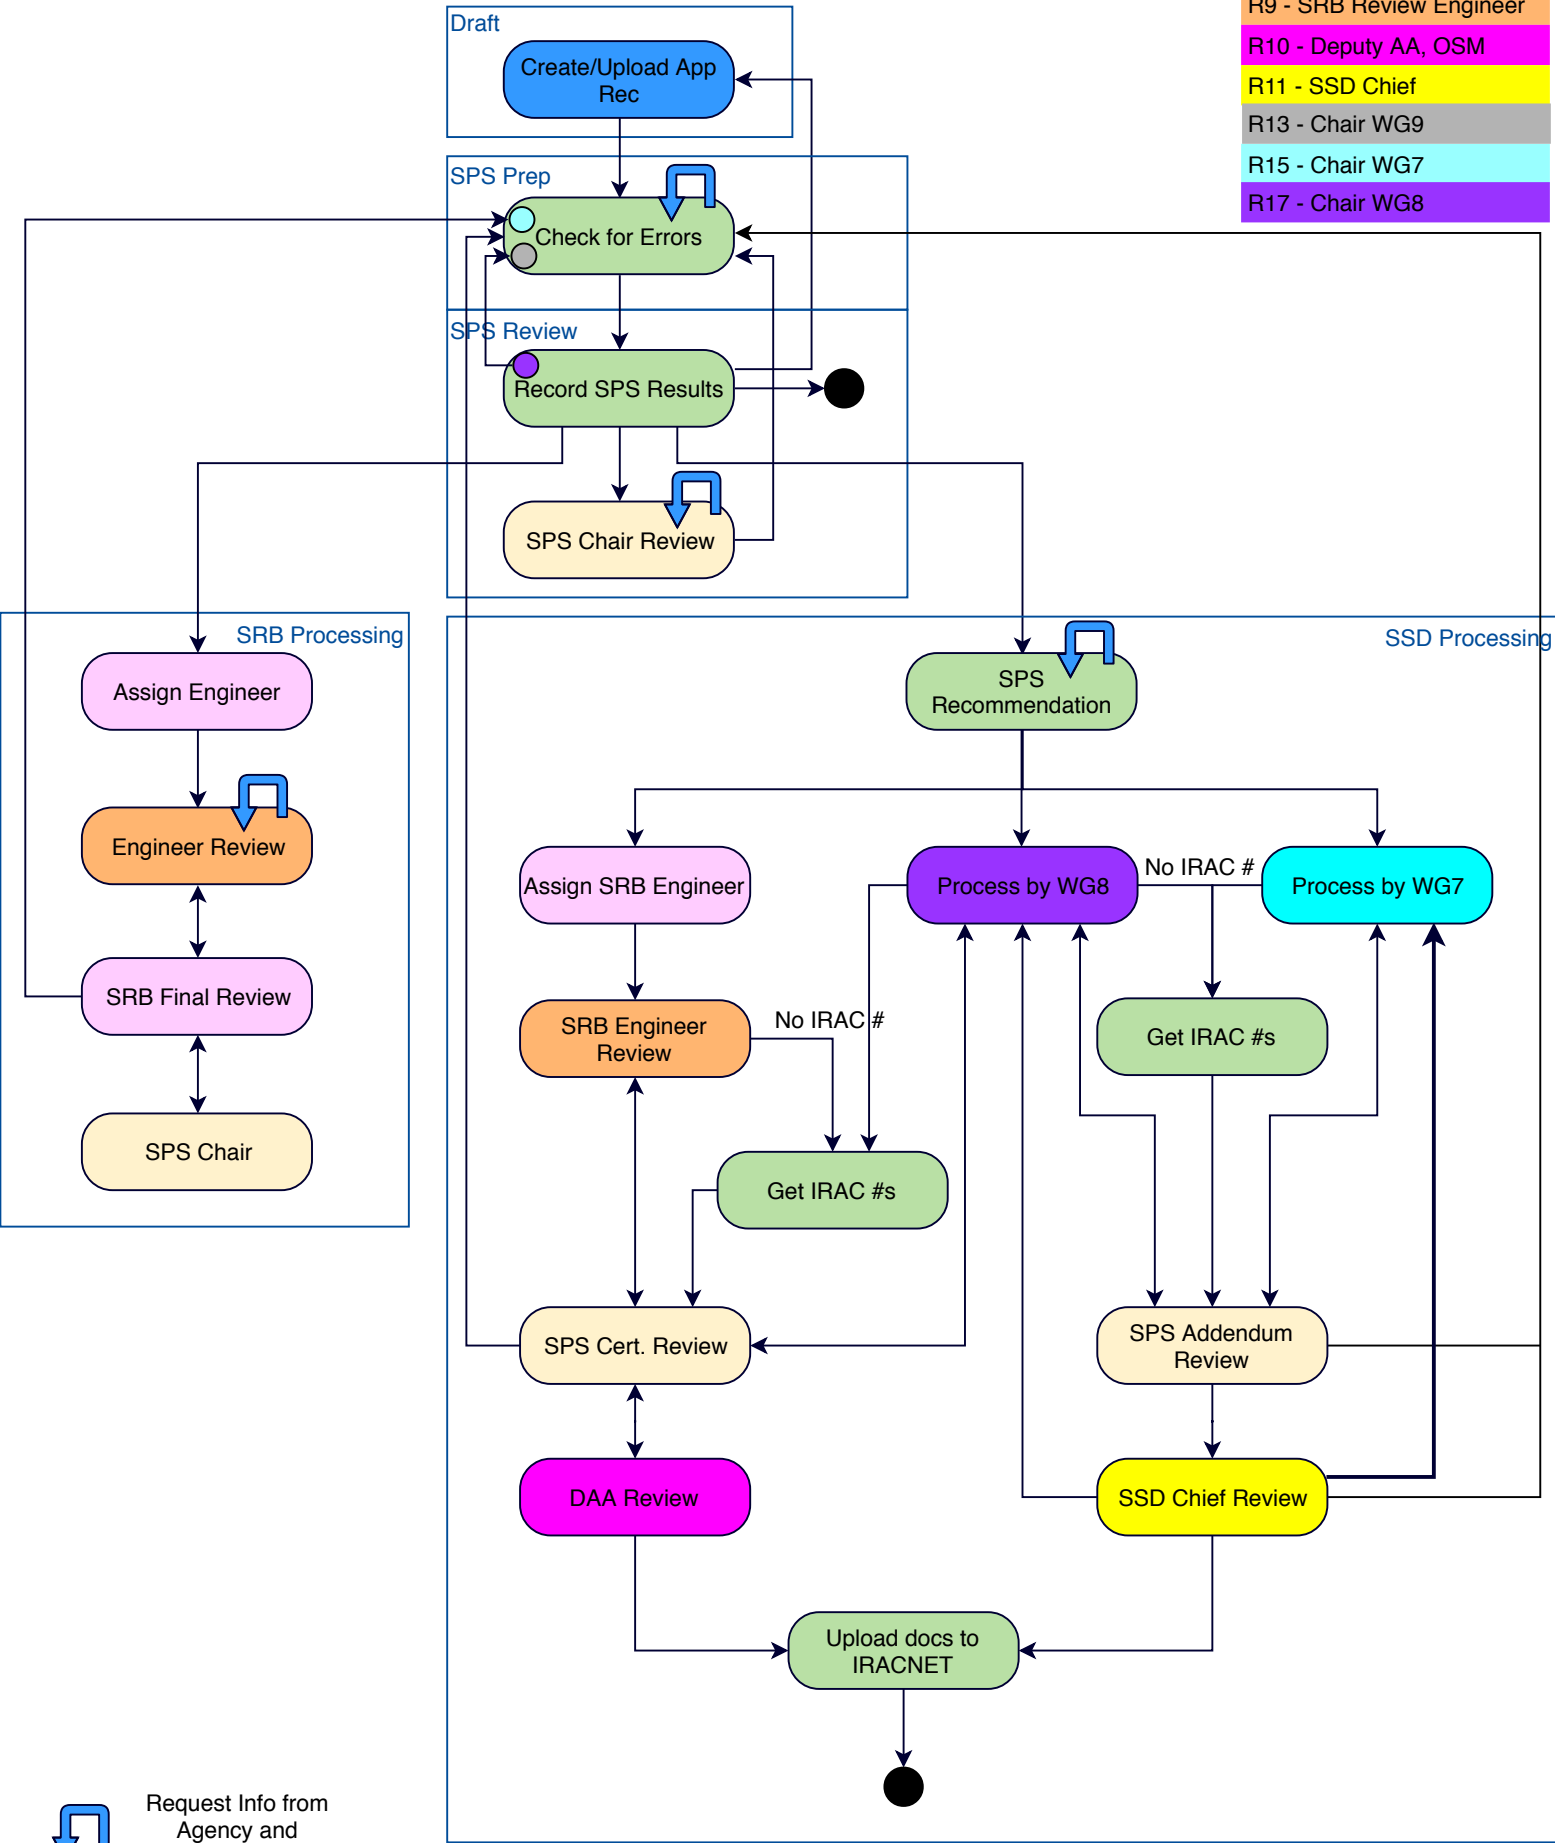 Draft
Create/Upload App
Rec
R9 - SRB Review Engineer
R10 - Deputy AA, OSM
R11 - SSD Chief
R13 - Chair WG9
R15 - Chair WG7
R17 - Chair WG8
SPS Prep
Check for Errors
SPS Review
Record SPS Results
SPS Chair Review
SRB Processing
Assign Engineer
Engineer Review
SRB Final Review
SPS Chair
SSD Processing
SPS
Recommendation
Assign SRB Engineer
Process by WG8
No IRAC #
Process by WG7
SRB Engineer
Review
No IRAC #
Get IRAC #s
Get IRAC #s
SPS Cert. Review
SPS Addendum
Review
DAA Review
SSD Chief Review
Upload docs to
IRACNET
Request Info from
Agency and